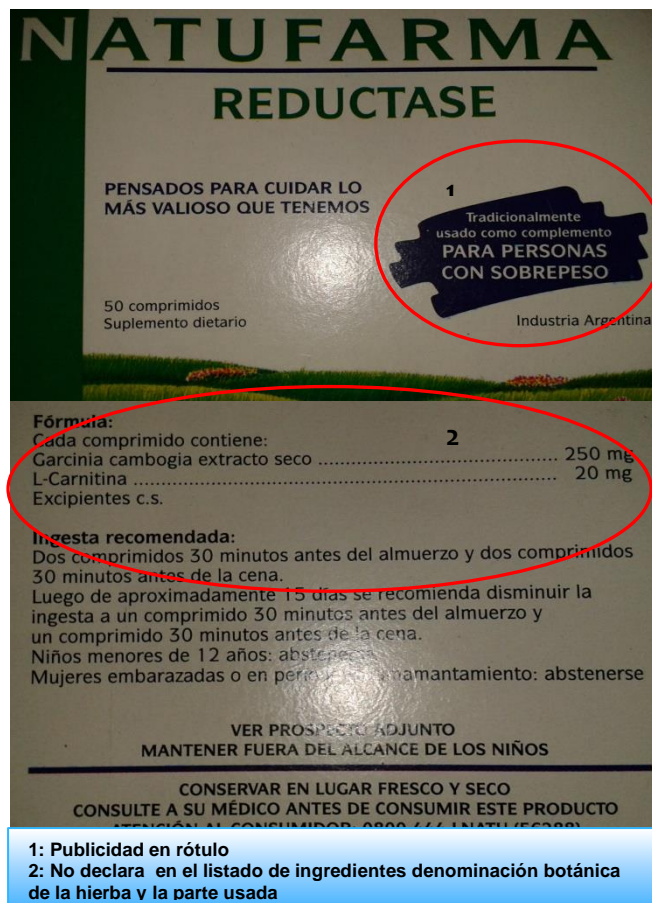 NATUFARMA
REDUCTASE
PENSADOS PARA CUIDAR LO
MÁS VALIOSO QUE TENEMOS
1
Tradicionalmente
usado como complemento
PARA PERSONAS
CON SOBREPESO
50 comprimidos
Suplemento dietario
Industria Argentina
Fórmula:
2
Cada comprimido contiene:
Garcinia cambogia extracto seco ................................................ 250 mg
L-Carnitina ........................................................................ 20 mg
Excipientes c.s.
Ingesta recomendada:
Dos comprimidos 30 minutos antes del almuerzo y dos comprimidos
30 minutos antes de la cena.
Luego de aproximadamente 15 días se recomienda disminuir la
ingesta a un comprimido 30 minutos antes del almuerzo y
un comprimido 30 minutos antes de la cena.
Niños menores de 12 años: abstenerse
Mujeres embarazadas o en amamantamiento: abstenerse
VER PROSPECTO ADJUNTO
MANTENER FUERA DEL ALCANCE DE LOS NIÑOS
CONSERVAR EN LUGAR FRESCO Y SECO
CONSULTE A SU MÉDICO ANTES DE CONSUMIR ESTE PRODUCTO
ATENCIÓN AL CONSUMIDOR: 0800
1: Publicidad en rótulo
2: No declara en el listado de ingredientes denominación botánica
de la hierba y la parte usada